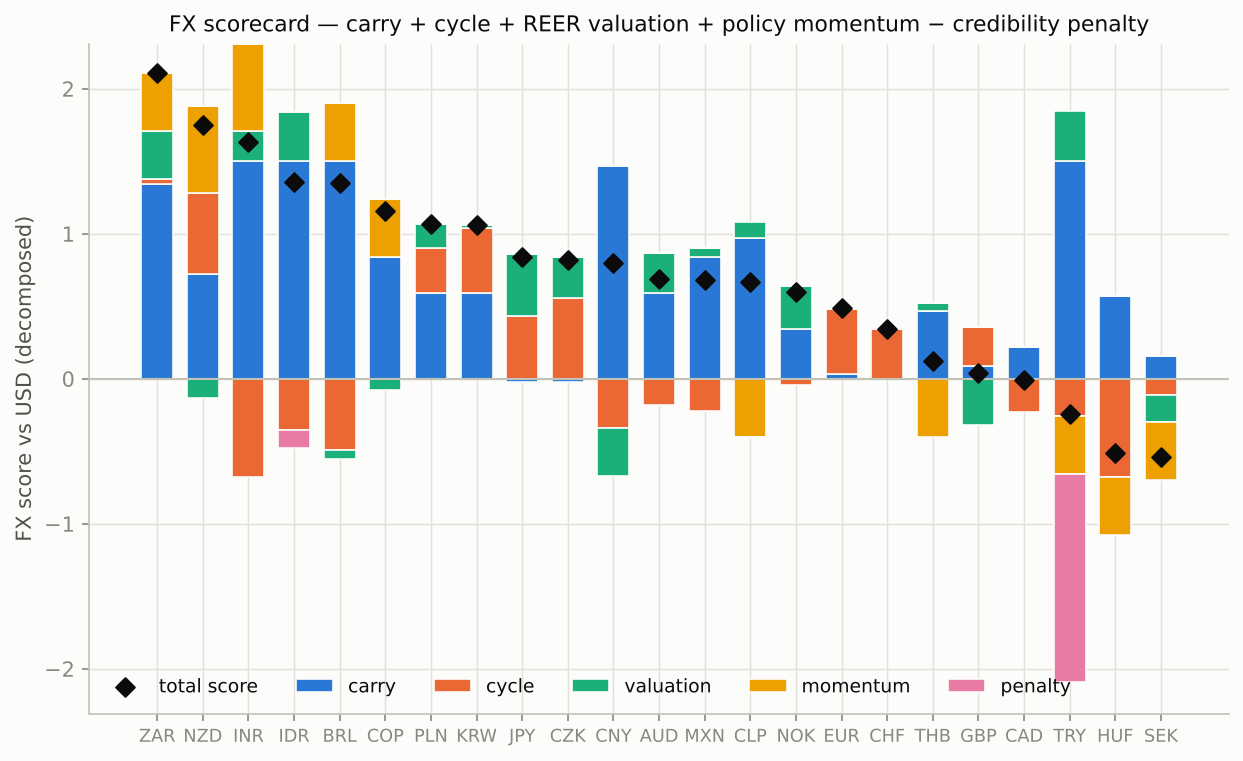 FX scorecard — carry + cycle + REER valuation + policy momentum − credibility penalty
FX score vs USD (decomposed)
2
1
0
−1
−2
total score carry cycle valuation momentum penalty
ZAR NZD INR IDR BRL COP PLN KRW JPY CZK CNY AUD MXN CLP NOK EUR CHF THB GBP CAD TRY HUF SEK